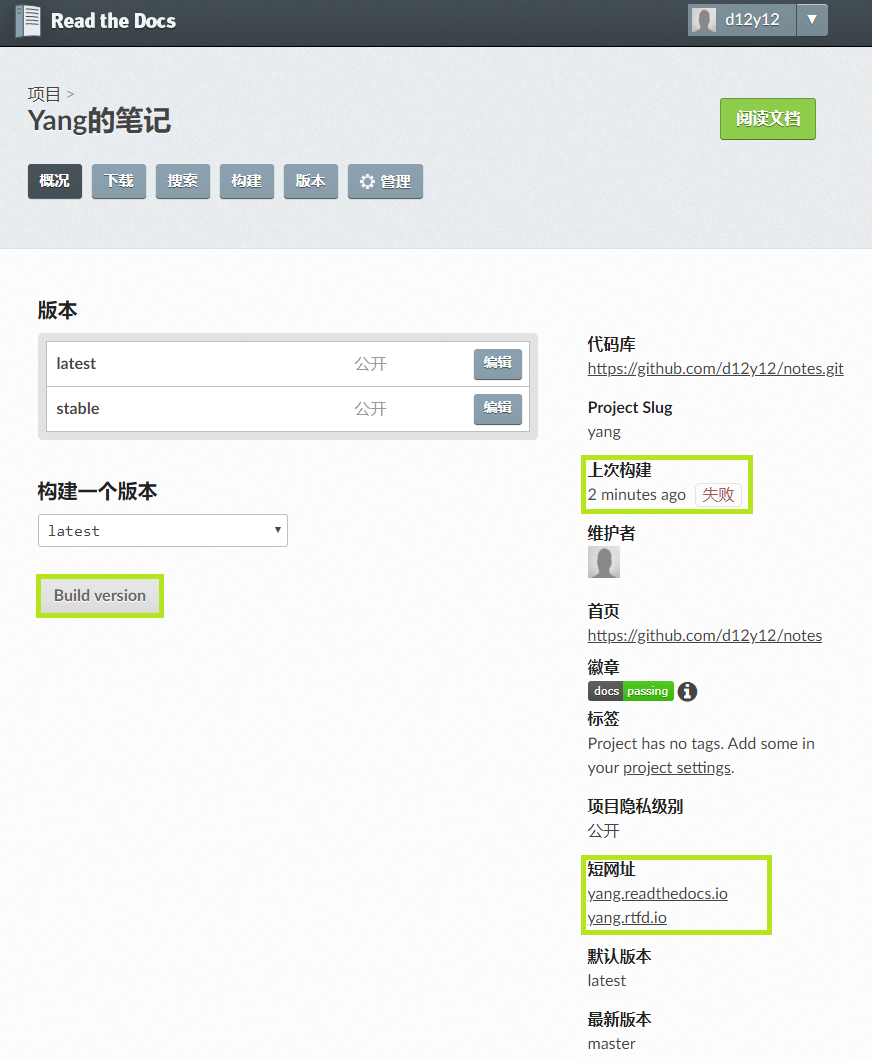 Read the Docs
d12y12
项目 >
Yang的笔记
阅读文档
概况
下载
搜索
构建
版本
管理
版本
latest 公开 编辑
stable 公开 编辑
构建一个版本
latest
Build version
代码库
https://github.com/d12y12/notes.git
Project Slug
yang
上次构建
2 minutes ago 失败
维护者
首页
https://github.com/d12y12/notes
徽章
docs passing
标签
Project has no tags. Add some in
your project settings.
项目隐私级别
公开
短网址
yang.readthedocs.io
yang.rtfd.io
默认版本
latest
最新版本
master